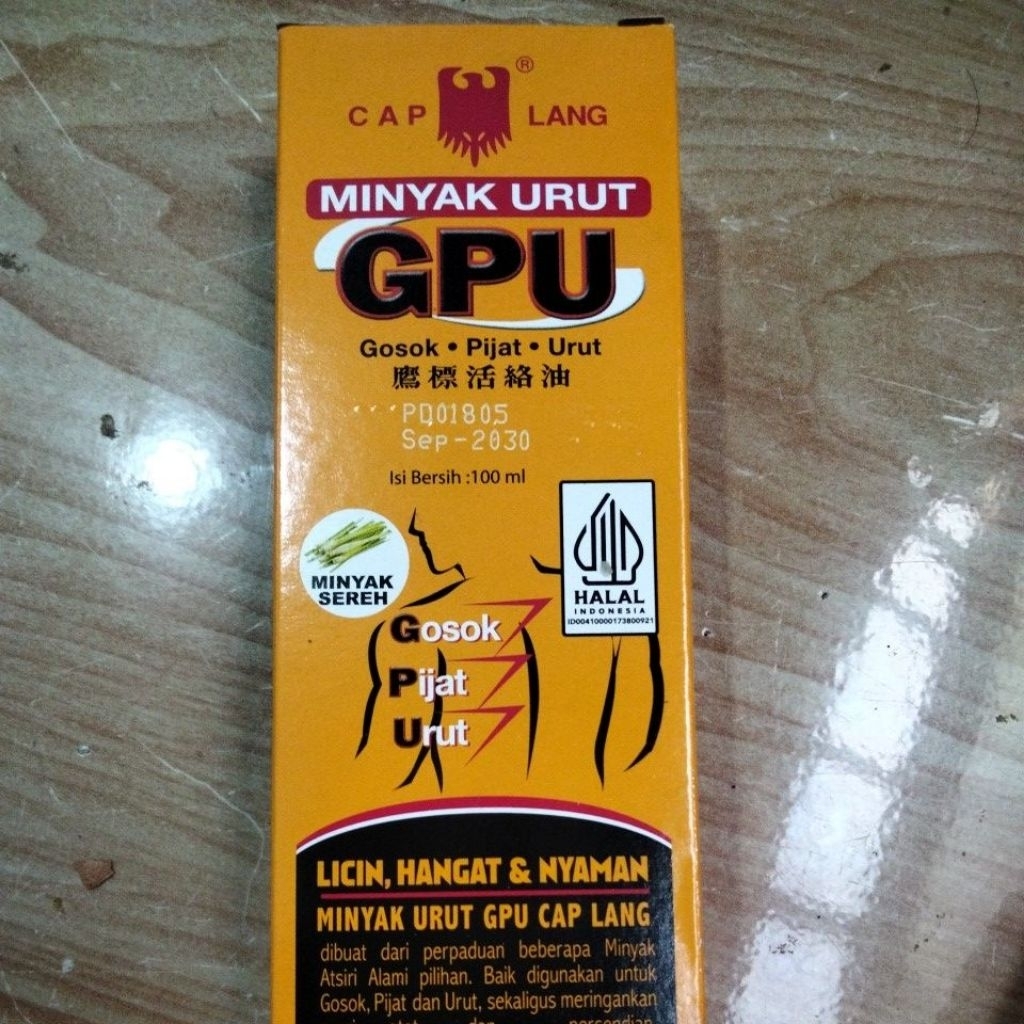 ®
CAP LANG
MINYAK URUT
GPU
Gosok • Pijat • Urut
鷹標活絡油
PD01805
Sep-2030
Isi Bersih :100 ml
MINYAK
SEREH
HALAL
INDONESIA
ID00410000173800921
Gosok
Pijat
Urut
LICIN, HANGAT & NYAMAN
MINYAK URUT GPU CAP LANG
dibuat dari perpaduan beberapa Minyak
Atsiri Alami pilihan. Baik digunakan untuk
Gosok, Pijat dan Urut, sekaligus meringankan